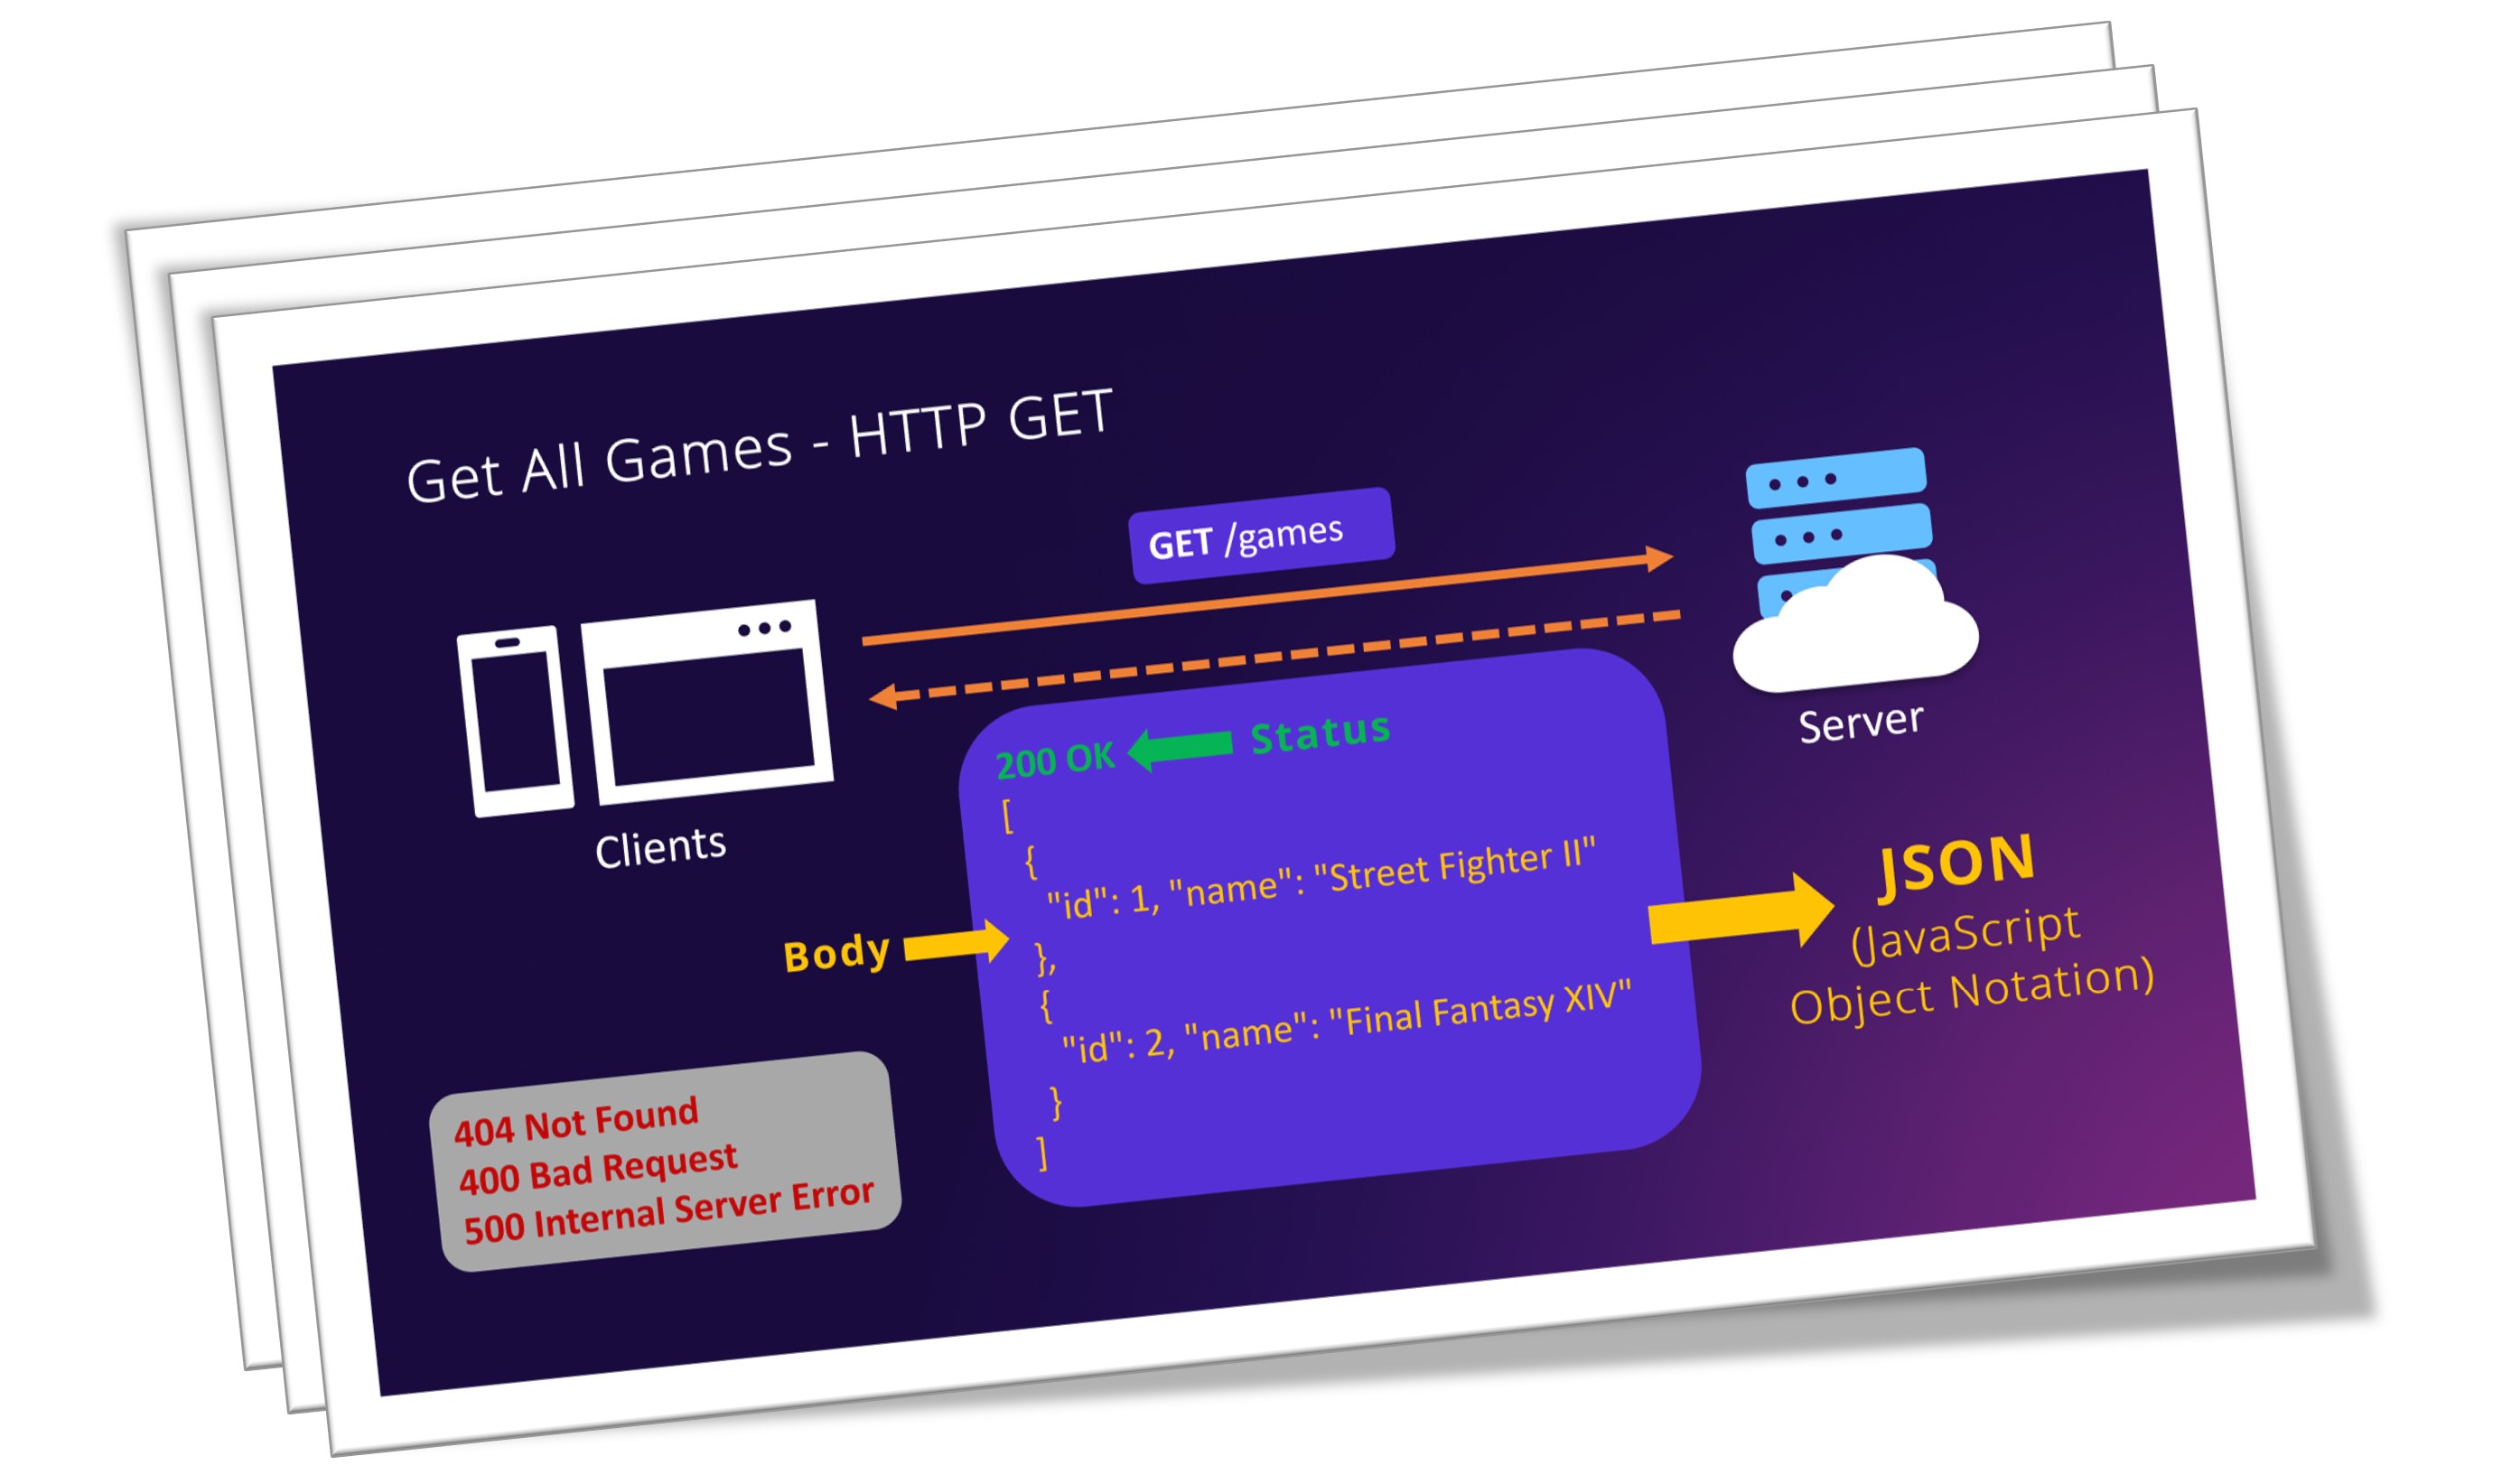 Get All Games - HTTP GET
GET /games
Server
Clients
200 OK
Status
[
{
"id": 1, "name": "Street Fighter II"
},
{
"id": 2, "name": "Final Fantasy XIV"
}
]
Body
JSON
(JavaScript
Object Notation)
404 Not Found
400 Bad Request
500 Internal Server Error